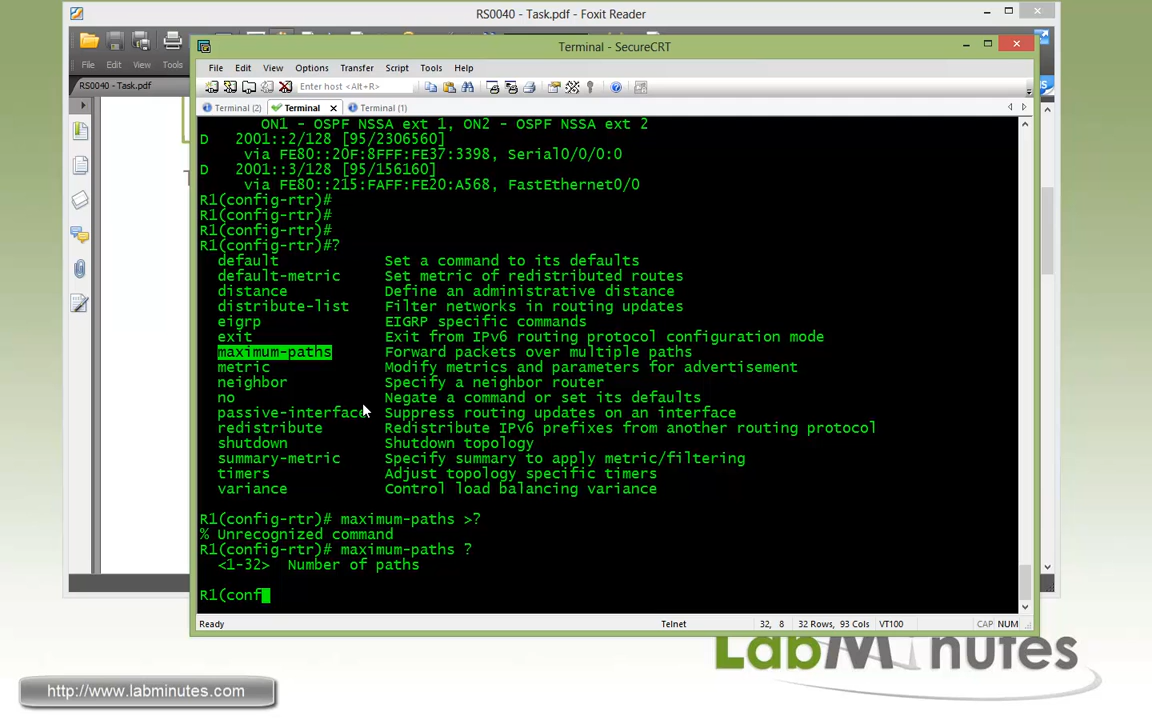 RS0040 - Task.pdf - Foxit Reader
File Edit View Tools
RS0040 - Task.pdf
Terminal - SecureCRT
File Edit View Options Transfer Script Tools Help
Enter host <Alt+R>
Terminal (2) Terminal Terminal (1)
ON1 - OSPF NSSA ext 1, ON2 - OSPF NSSA ext 2
D 2001::2/128 [95/2306560]
via FE80::20F:8FFF:FE37:3398, Serial0/0/0:0
D 2001::3/128 [95/156160]
via FE80::215:FAFF:FE20:A568, FastEthernet0/0
R1(config-rtr)#
R1(config-rtr)#
R1(config-rtr)#
R1(config-rtr)#?
default Set a command to its defaults
default-metric Set metric of redistributed routes
distance Define an administrative distance
distribute-list Filter networks in routing updates
eigrp EIGRP specific commands
exit Exit from IPv6 routing protocol configuration mode
maximum-paths Forward packets over multiple paths
metric Modify metrics and parameters for advertisement
neighbor Specify a neighbor router
no Negate a command or set its defaults
passive-interface Suppress routing updates on an interface
redistribute Redistribute IPv6 prefixes from another routing protocol
shutdown Shutdown topology
summary-metric Specify summary to apply metric/filtering
timers Adjust topology specific timers
variance Control load balancing variance
R1(config-rtr)# maximum-paths >?
% Unrecognized command
R1(config-rtr)# maximum-paths ?
<1-32> Number of paths
R1(conf
Ready Telnet 32, 8 32 Rows, 93 Cols VT100 CAP NUM
LabMinutes
http://www.labminutes.com